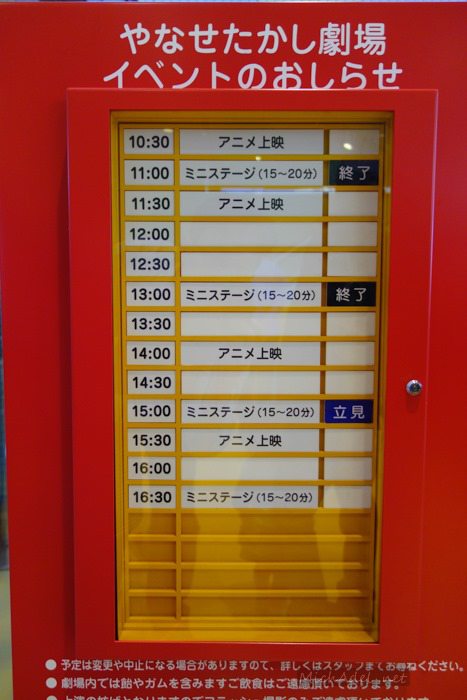 やなせたかし劇場
イベントのおしらせ
10:30 アニメ上映
11:00 ミニステージ(15〜20分) 終了
11:30 アニメ上映
12:00
12:30
13:00 ミニステージ(15〜20分) 終了
13:30
14:00 アニメ上映
14:30
15:00 ミニステージ(15〜20分) 立見
15:30 アニメ上映
16:00
16:30 ミニステージ(15〜20分)
●予定は変更や中止になる場合がありますので、詳しくはスタッフまでお尋ねください。
●劇場内では飴やガムを含みますご飲食はご遠慮頂いております。